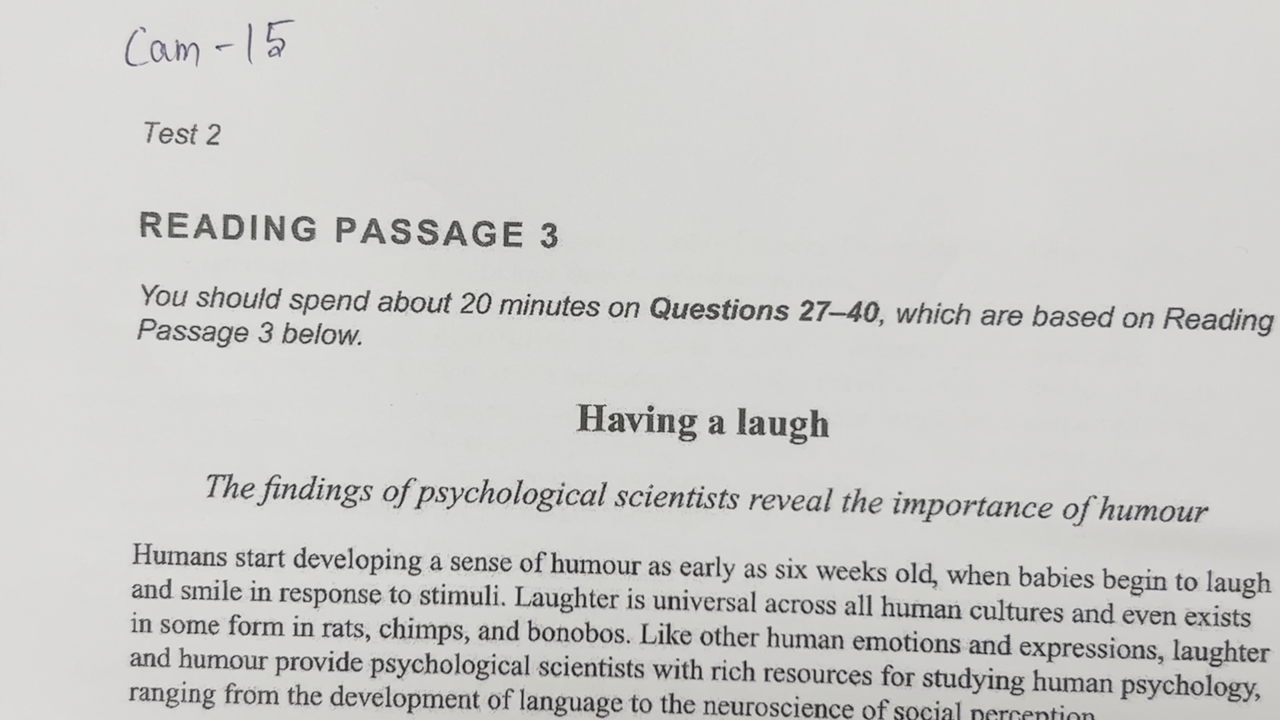 Cam - 15
Test 2
READING PASSAGE 3
You should spend about 20 minutes on Questions 27–40, which are based on Reading
Passage 3 below.
Having a laugh
The findings of psychological scientists reveal the importance of humour
Humans start developing a sense of humour as early as six weeks old, when babies begin to laugh
and smile in response to stimuli. Laughter is universal across all human cultures and even exists
in some form in rats, chimps, and bonobos. Like other human emotions and expressions, laughter
and humour provide psychological scientists with rich resources for studying human psychology,
ranging from the development of language to the neuroscience of social perception